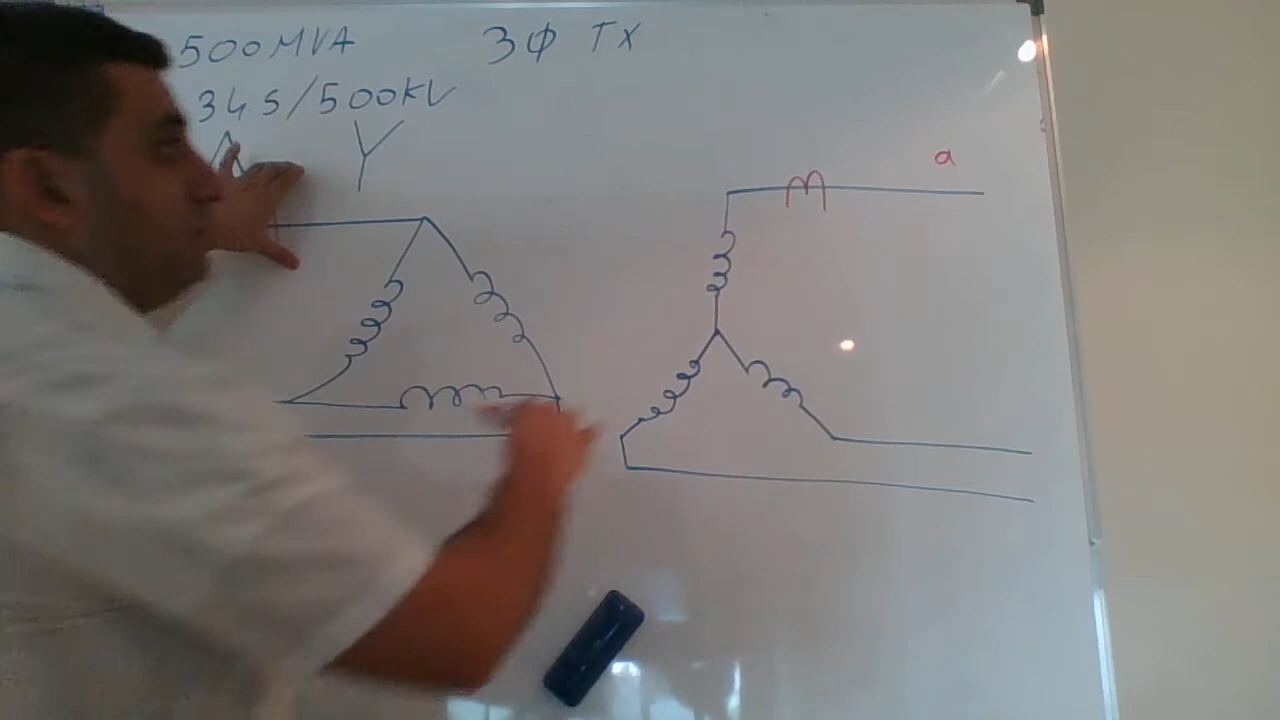 500MVA 3Φ TX
345/500kV
Δ Y
a